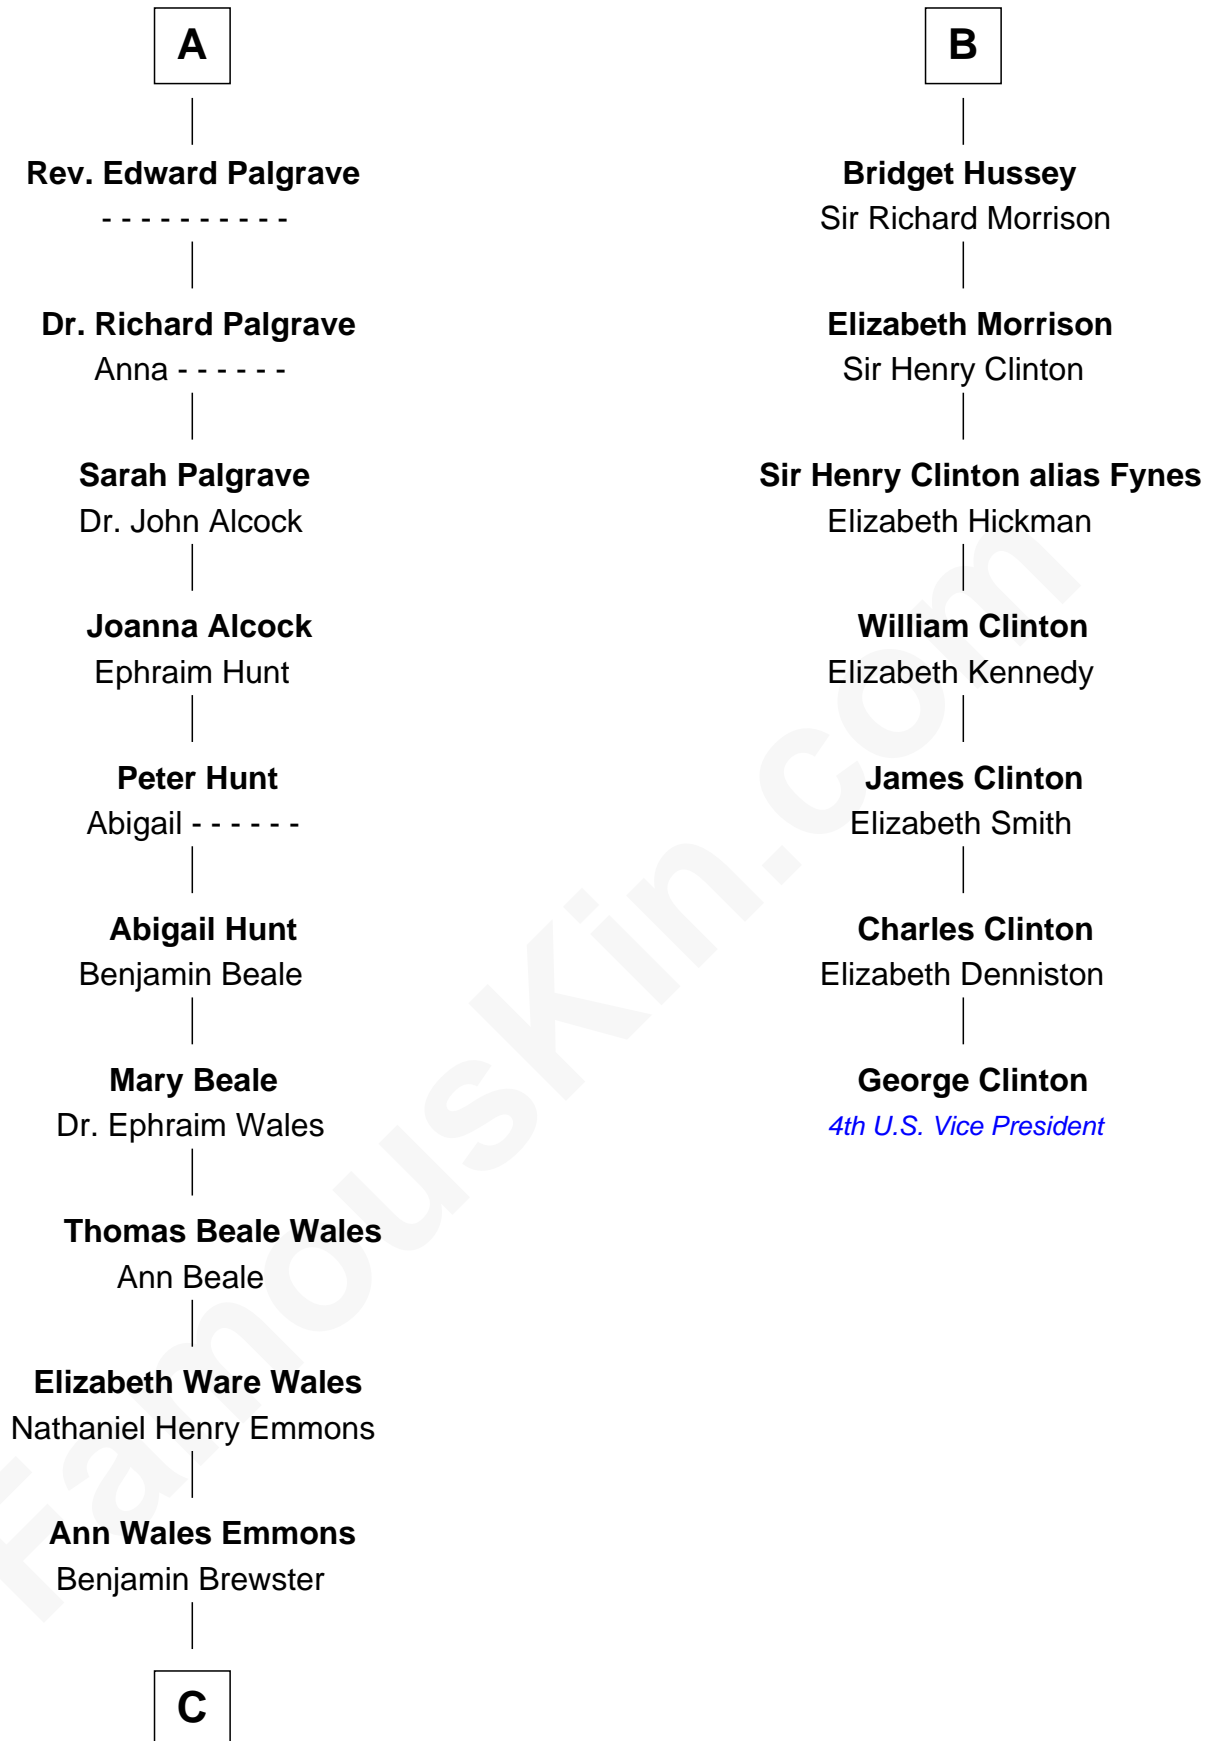 A
Rev. Edward Palgrave
- - - - - - - - - -
Dr. Richard Palgrave
Anna - - - - - -
Sarah Palgrave
Dr. John Alcock
Joanna Alcock
Ephraim Hunt
Peter Hunt
Abigail - - - - - -
Abigail Hunt
Benjamin Beale
Mary Beale
Dr. Ephraim Wales
Thomas Beale Wales
Ann Beale
Elizabeth Ware Wales
Nathaniel Henry Emmons
Ann Wales Emmons
Benjamin Brewster
C
B
Bridget Hussey
Sir Richard Morrison
Elizabeth Morrison
Sir Henry Clinton
Sir Henry Clinton alias Fynes
Elizabeth Hickman
William Clinton
Elizabeth Kennedy
James Clinton
Elizabeth Smith
Charles Clinton
Elizabeth Denniston
George Clinton
4th U.S. Vice President
FamousKin.com